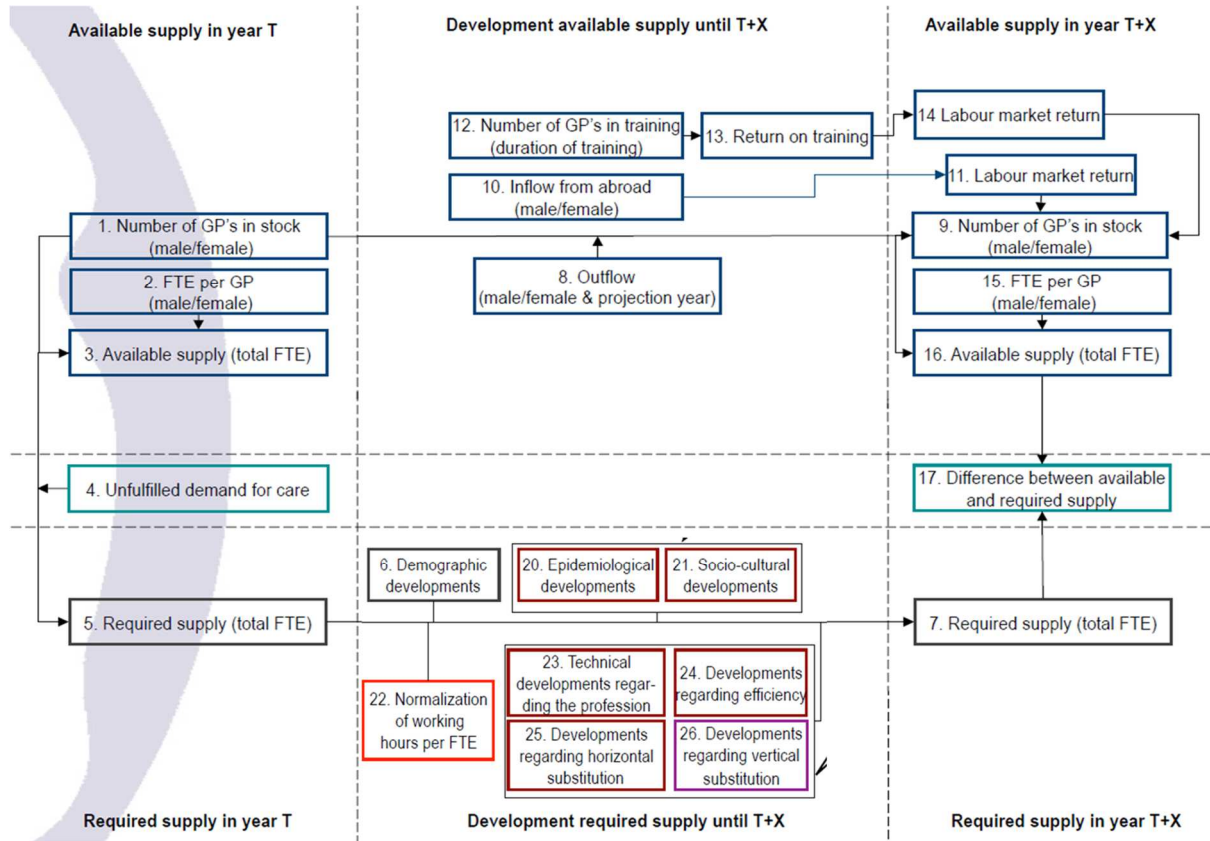 Available supply in year T
Development available supply until T+X
Available supply in year T+X
12. Number of GP's in training
(duration of training)
13. Return on training
14 Labour market return
10. Inflow from abroad
(male/female)
11. Labour market return
1. Number of GP's in stock
(male/female)
9. Number of GP's in stock
(male/female)
2. FTE per GP
(male/female)
8. Outflow
(male/female & projection year)
15. FTE per GP
(male/female)
3. Available supply (total FTE)
16. Available supply (total FTE)
4. Unfulfilled demand for care
17. Difference between available
and required supply
6. Demographic
developments
20. Epidemiological
developments
21. Socio-cultural
developments
5. Required supply (total FTE)
7. Required supply (total FTE)
22. Normalization
of working
hours per FTE
23. Technical
developments regar-
ding the profession
24. Developments
regarding efficiency
25. Developments
regarding horizontal
substitution
26. Developments
regarding vertical
substitution
Required supply in year T
Development required supply until T+X
Required supply in year T+X